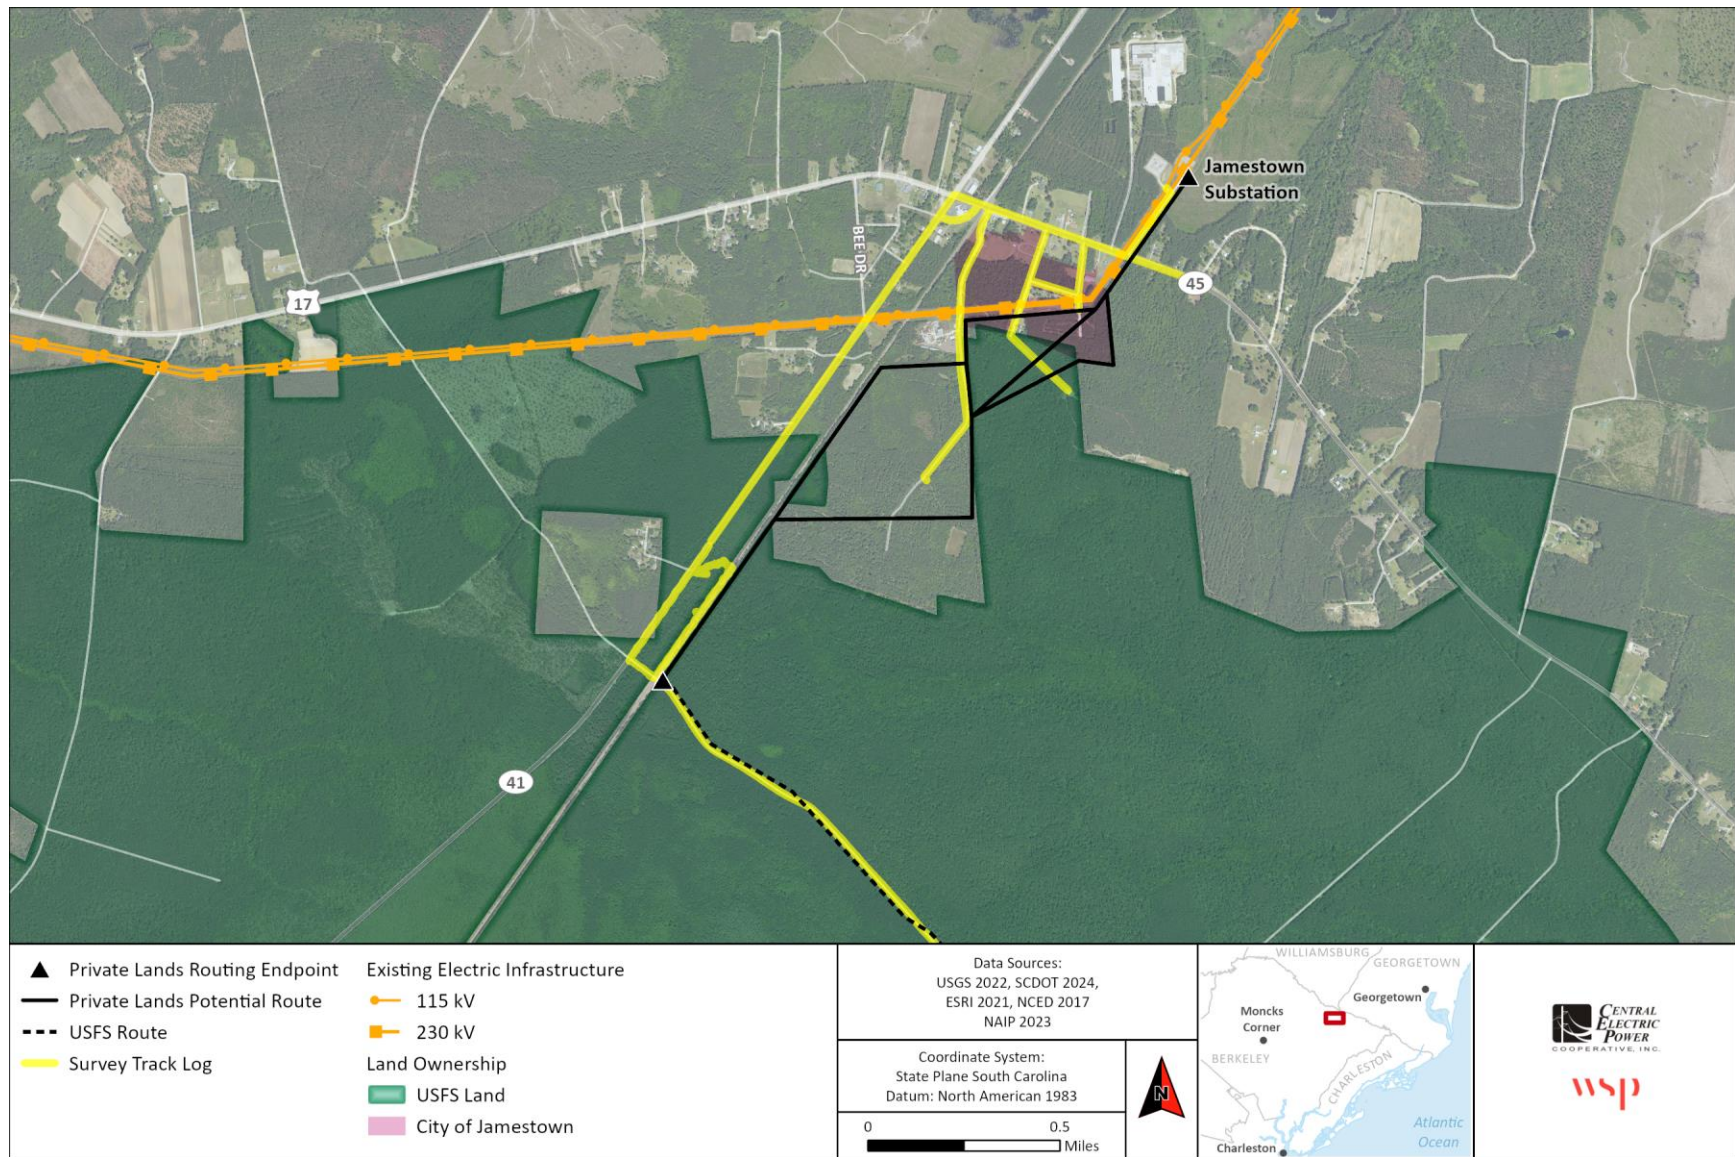 Jamestown
Substation
BEE DR
17
45
41
Private Lands Routing Endpoint
Private Lands Potential Route
USFS Route
Survey Track Log
Existing Electric Infrastructure
115 kV
230 kV
Land Ownership
USFS Land
City of Jamestown
Data Sources:
USGS 2022, SCDOT 2024,
ESRI 2021, NCED 2017
NAIP 2023
Coordinate System:
State Plane South Carolina
Datum: North American 1983
0 0.5
Miles
N
WILLIAMSBURG
GEORGETOWN
Georgetown
Moncks
Corner
BERKELEY
CHARLESTON
Atlantic
Ocean
Charleston
CENTRAL
ELECTRIC
POWER
COOPERATIVE, INC.
wsp